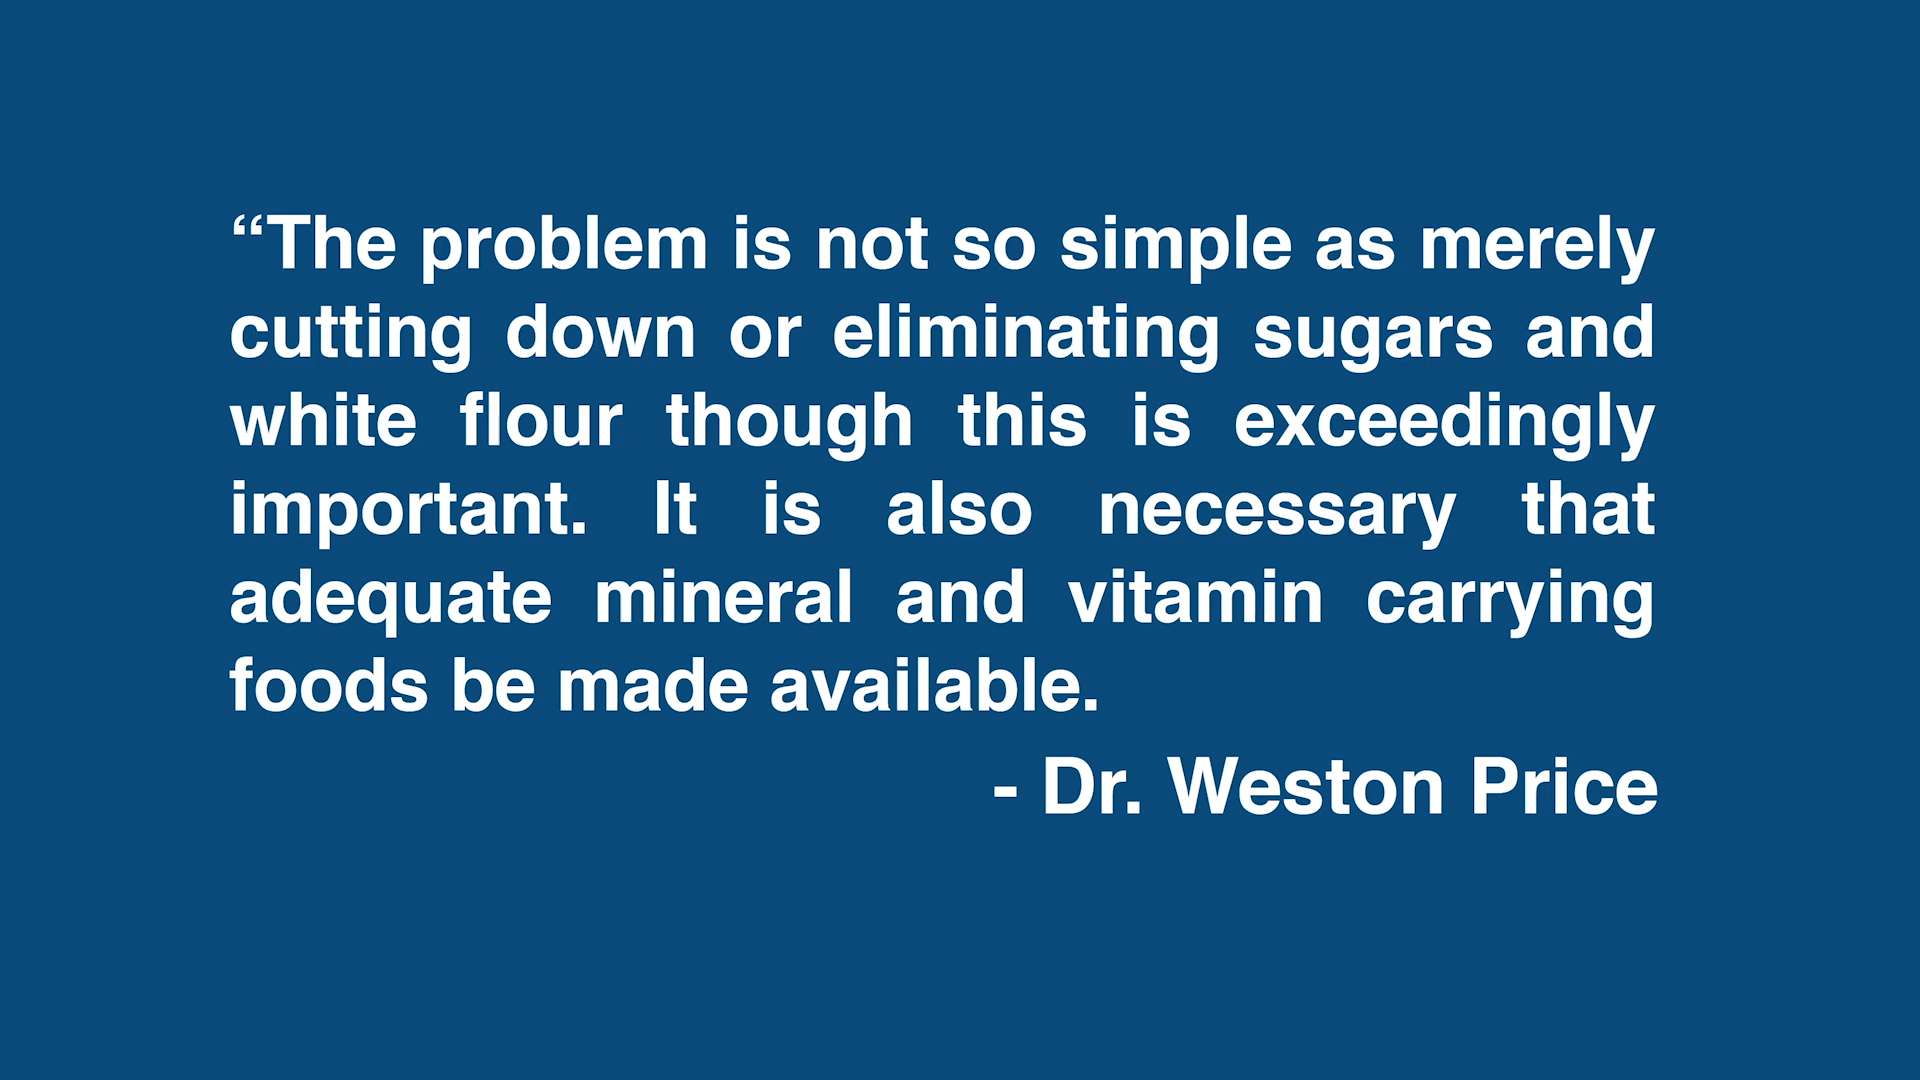 “The problem is not so simple as merely
cutting down or eliminating sugars and
white flour though this is exceedingly
important. It is also necessary that
adequate mineral and vitamin carrying
foods be made available.
- Dr. Weston Price